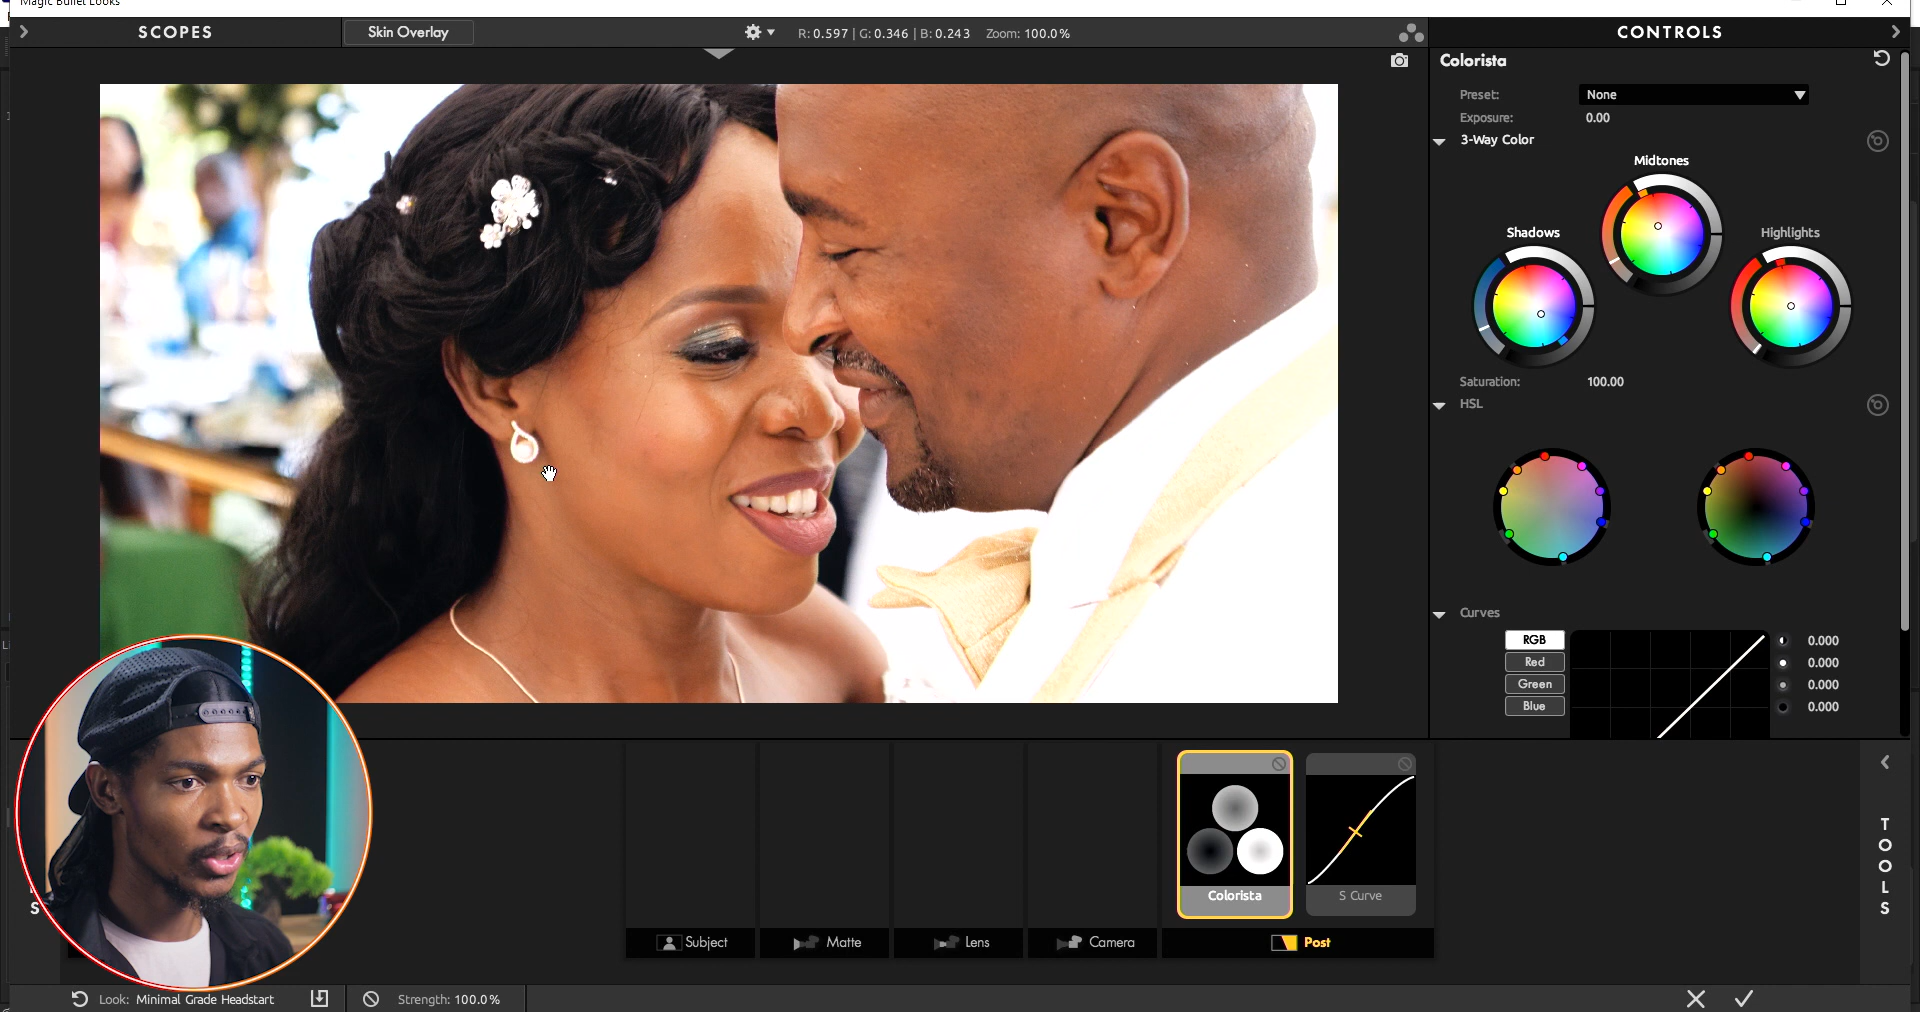 Magic Bullet Looks
SCOPES
Skin Overlay
R: 0.597 | G: 0.346 | B: 0.243 Zoom: 100.0%
CONTROLS
Colorista
Preset: None
Exposure: 0.00
3-Way Color
Midtones
Shadows
Highlights
Saturation: 100.00
HSL
Curves
RGB 0.000
Red 0.000
Green 0.000
Blue 0.000
Colorista
S Curve
TOOLS
S
Subject
Matte
Lens
Camera
Post
Look: Minimal Grade Headstart
Strength: 100.0%